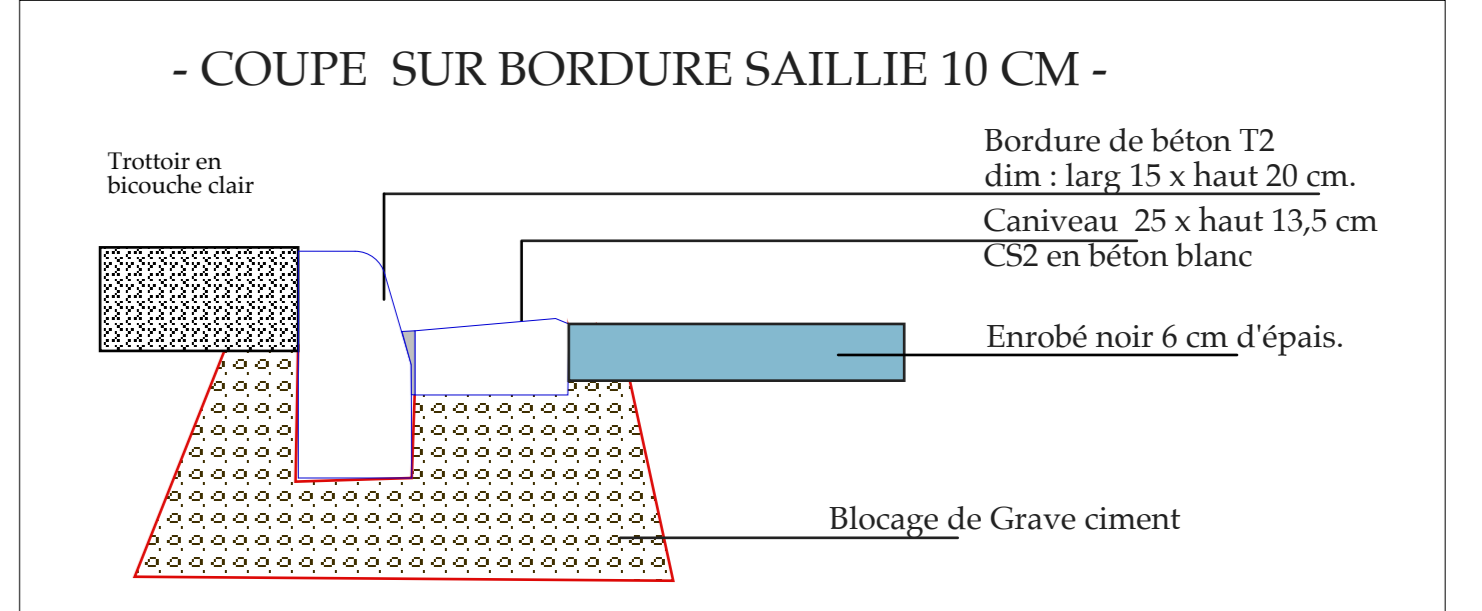 - COUPE SUR BORDURE SAILLIE 10 CM -
Trottoir en
bicouche clair
Bordure de béton T2
dim : larg 15 x haut 20 cm.
Caniveau 25 x haut 13,5 cm
CS2 en béton blanc
Enrobé noir 6 cm d'épais.
Blocage de Grave ciment